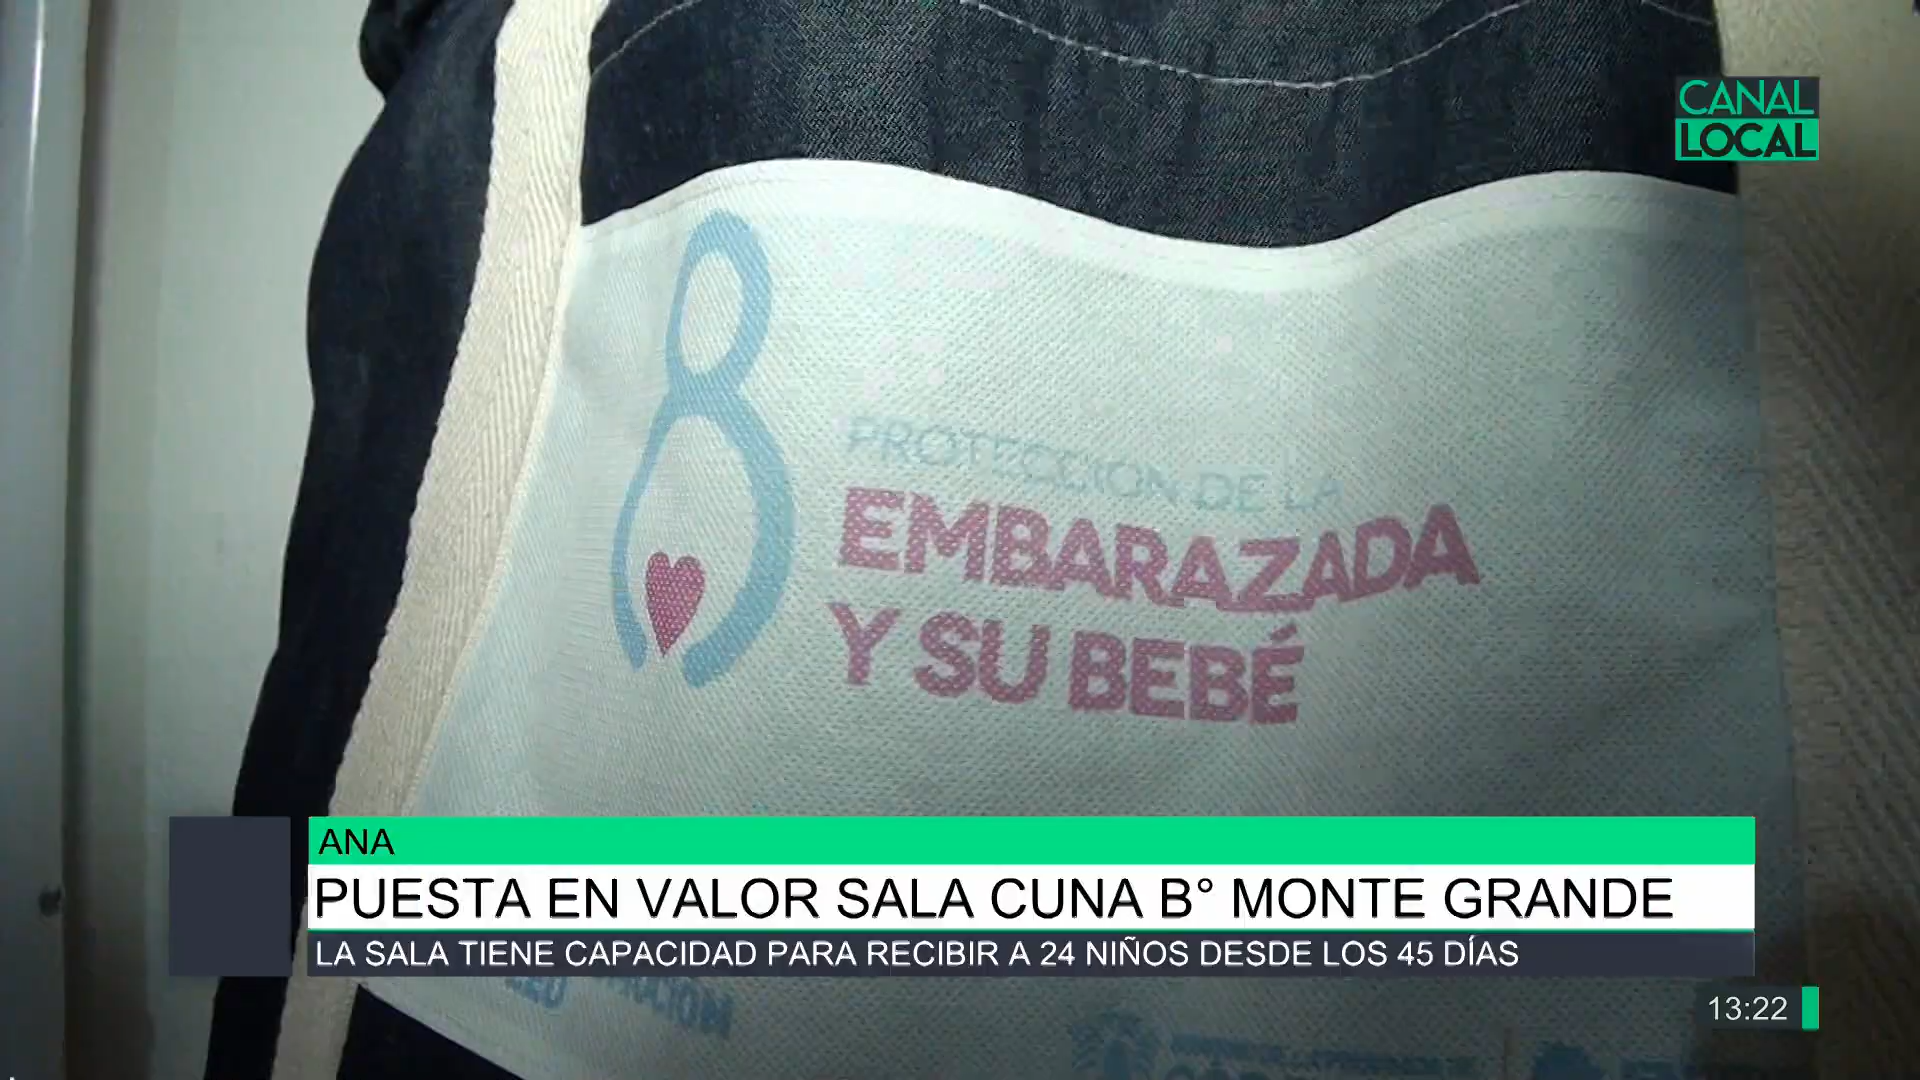 CANAL
LOCAL
PROTECCION DE LA
EMBARAZADA
Y SU BEBÉ
ANA
PUESTA EN VALOR SALA CUNA B° MONTE GRANDE
LA SALA TIENE CAPACIDAD PARA RECIBIR A 24 NIÑOS DESDE LOS 45 DÍAS
13:22